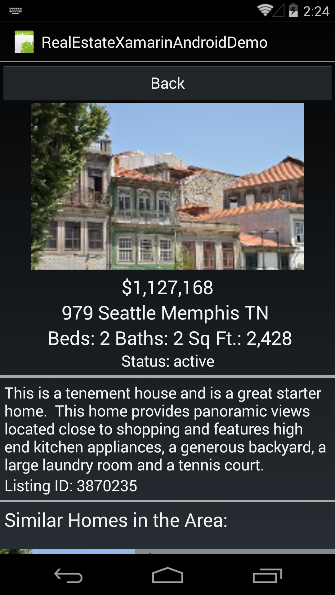 2:24
RealEstateXamarinAndroidDemo
Back
$1,127,168
979 Seattle Memphis TN
Beds: 2 Baths: 2 Sq Ft.: 2,428
Status: active
This is a tenement house and is a great starter
home.  This home provides panoramic views
located close to shopping and features high
end kitchen appliances, a generous backyard, a
large laundry room and a tennis court.
Listing ID: 3870235
Similar Homes in the Area: